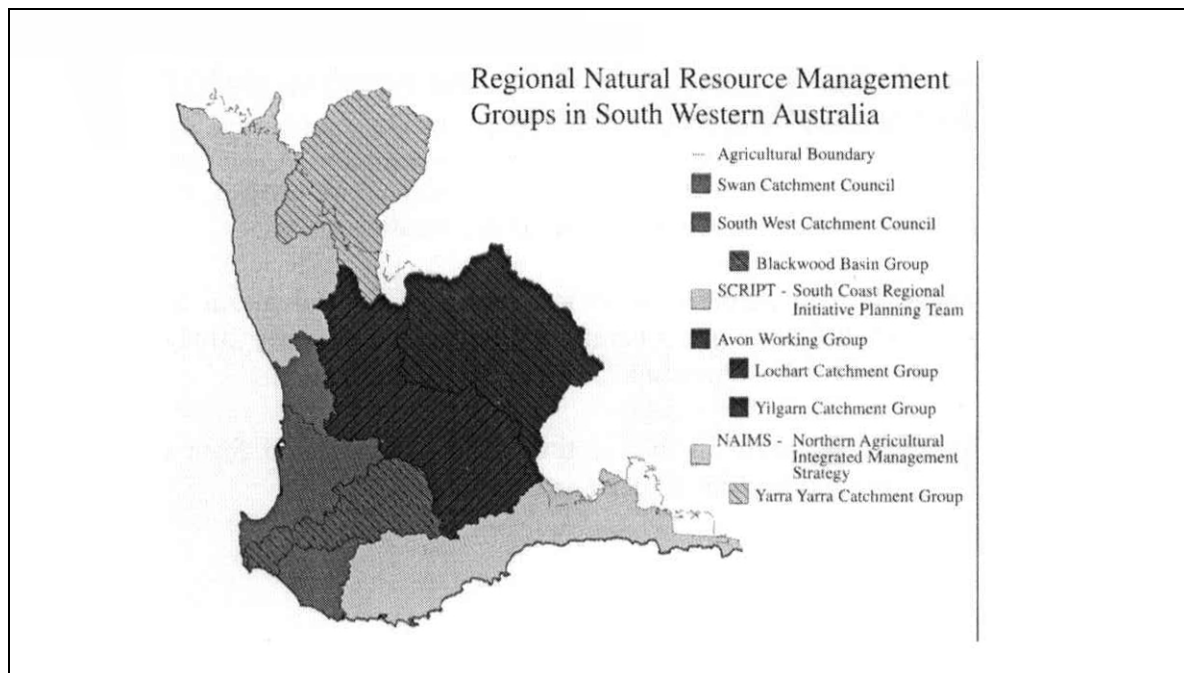 Regional Natural Resource Management
Groups in South Western Australia
Agricultural Boundary
Swan Catchment Council
South West Catchment Council
Blackwood Basin Group
SCRIPT - South Coast Regional
Initiative Planning Team
Avon Working Group
Lochart Catchment Group
Yilgarn Catchment Group
NAIMS - Northern Agricultural
Integrated Management
Strategy
Yarra Yarra Catchment Group